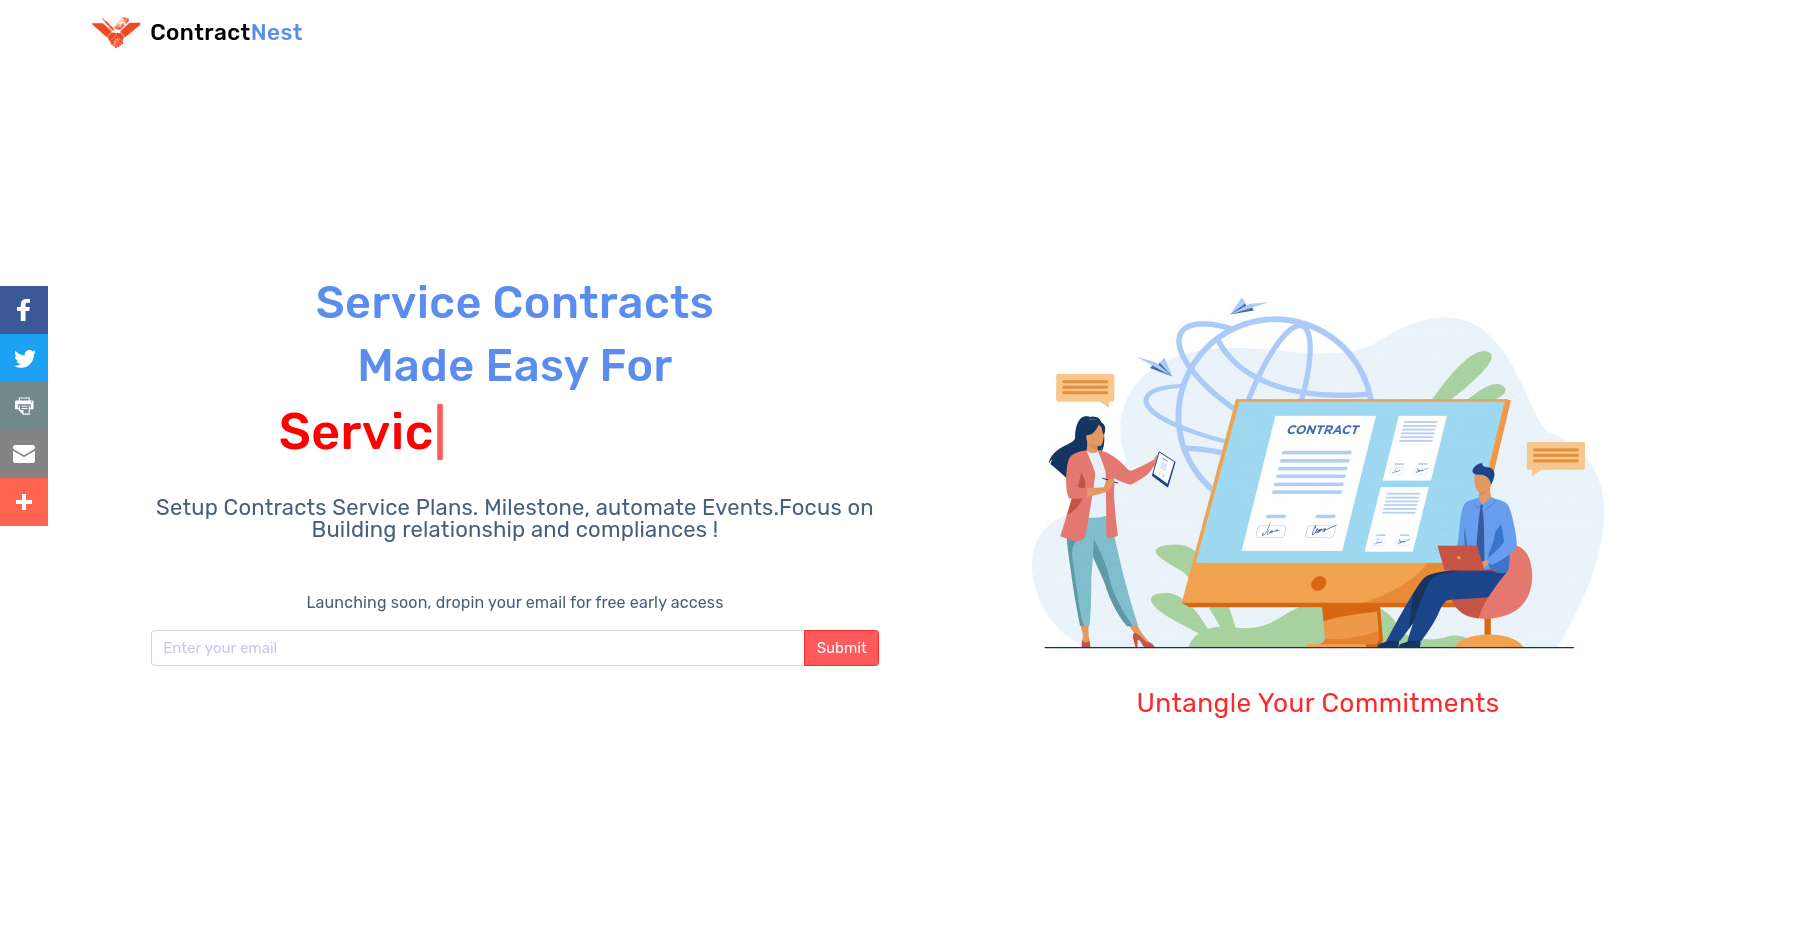 ContractNest
Service Contracts
Made Easy For
Servic
Setup Contracts Service Plans. Milestone, automate Events.Focus on
Building relationship and compliances !
Launching soon, dropin your email for free early access
Enter your email
Submit
CONTRACT
Untangle Your Commitments